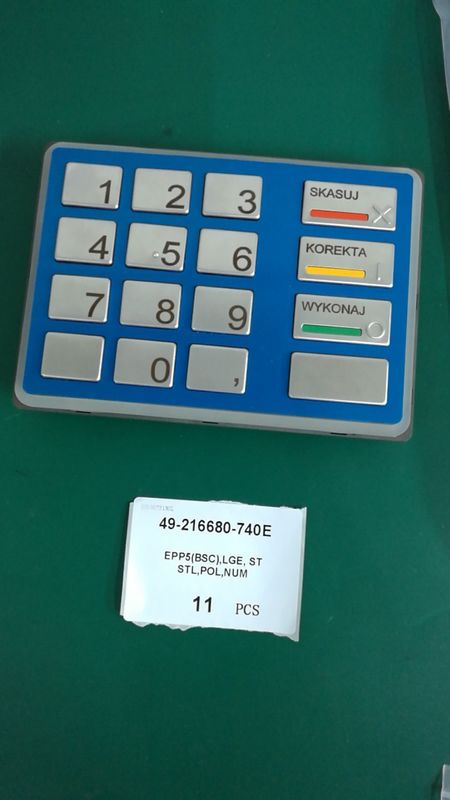 1 2 3 SKASUJ
4 5 6 KOREKTA
7 8 9 WYKONAJ
0 ,
49-216680-740E
EPP5(BSC),LGE, ST
STL,POL,NUM
11 PCS